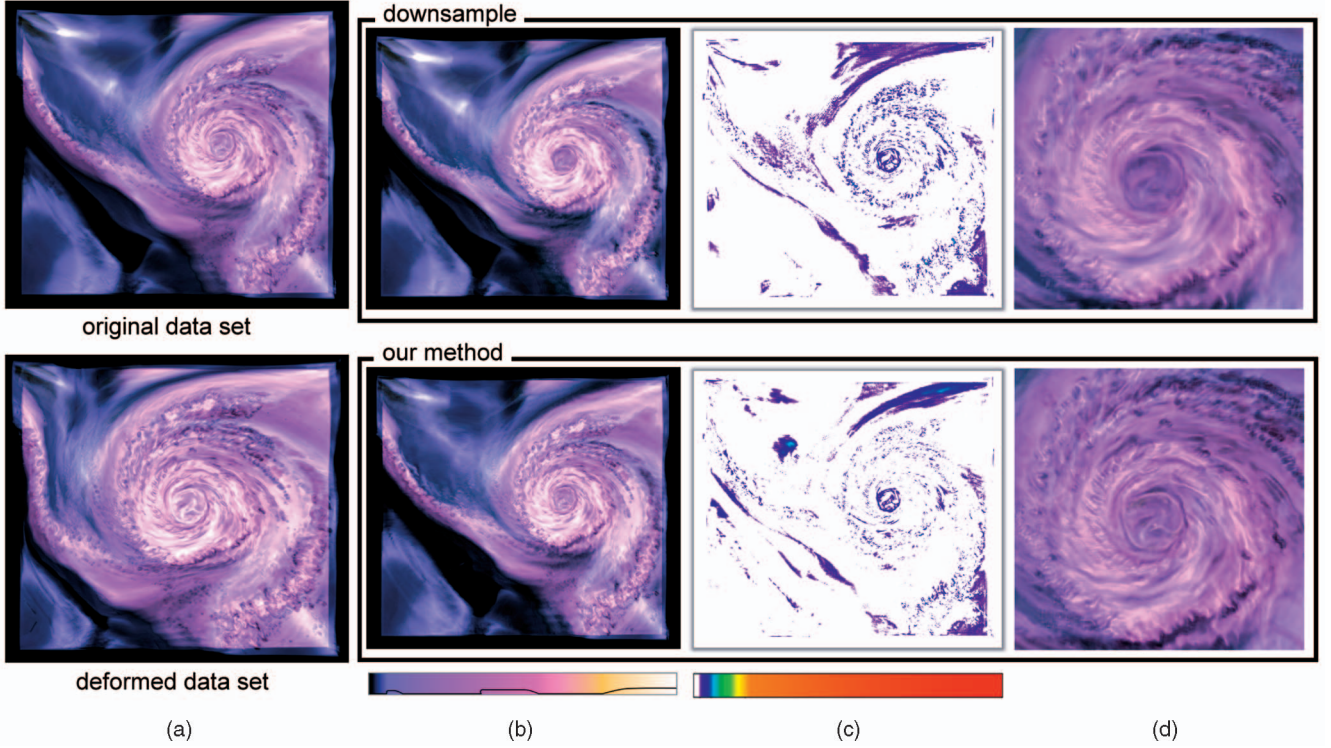 downsample
original data set
our method
deformed data set
(a)
(b)
(c)
(d)